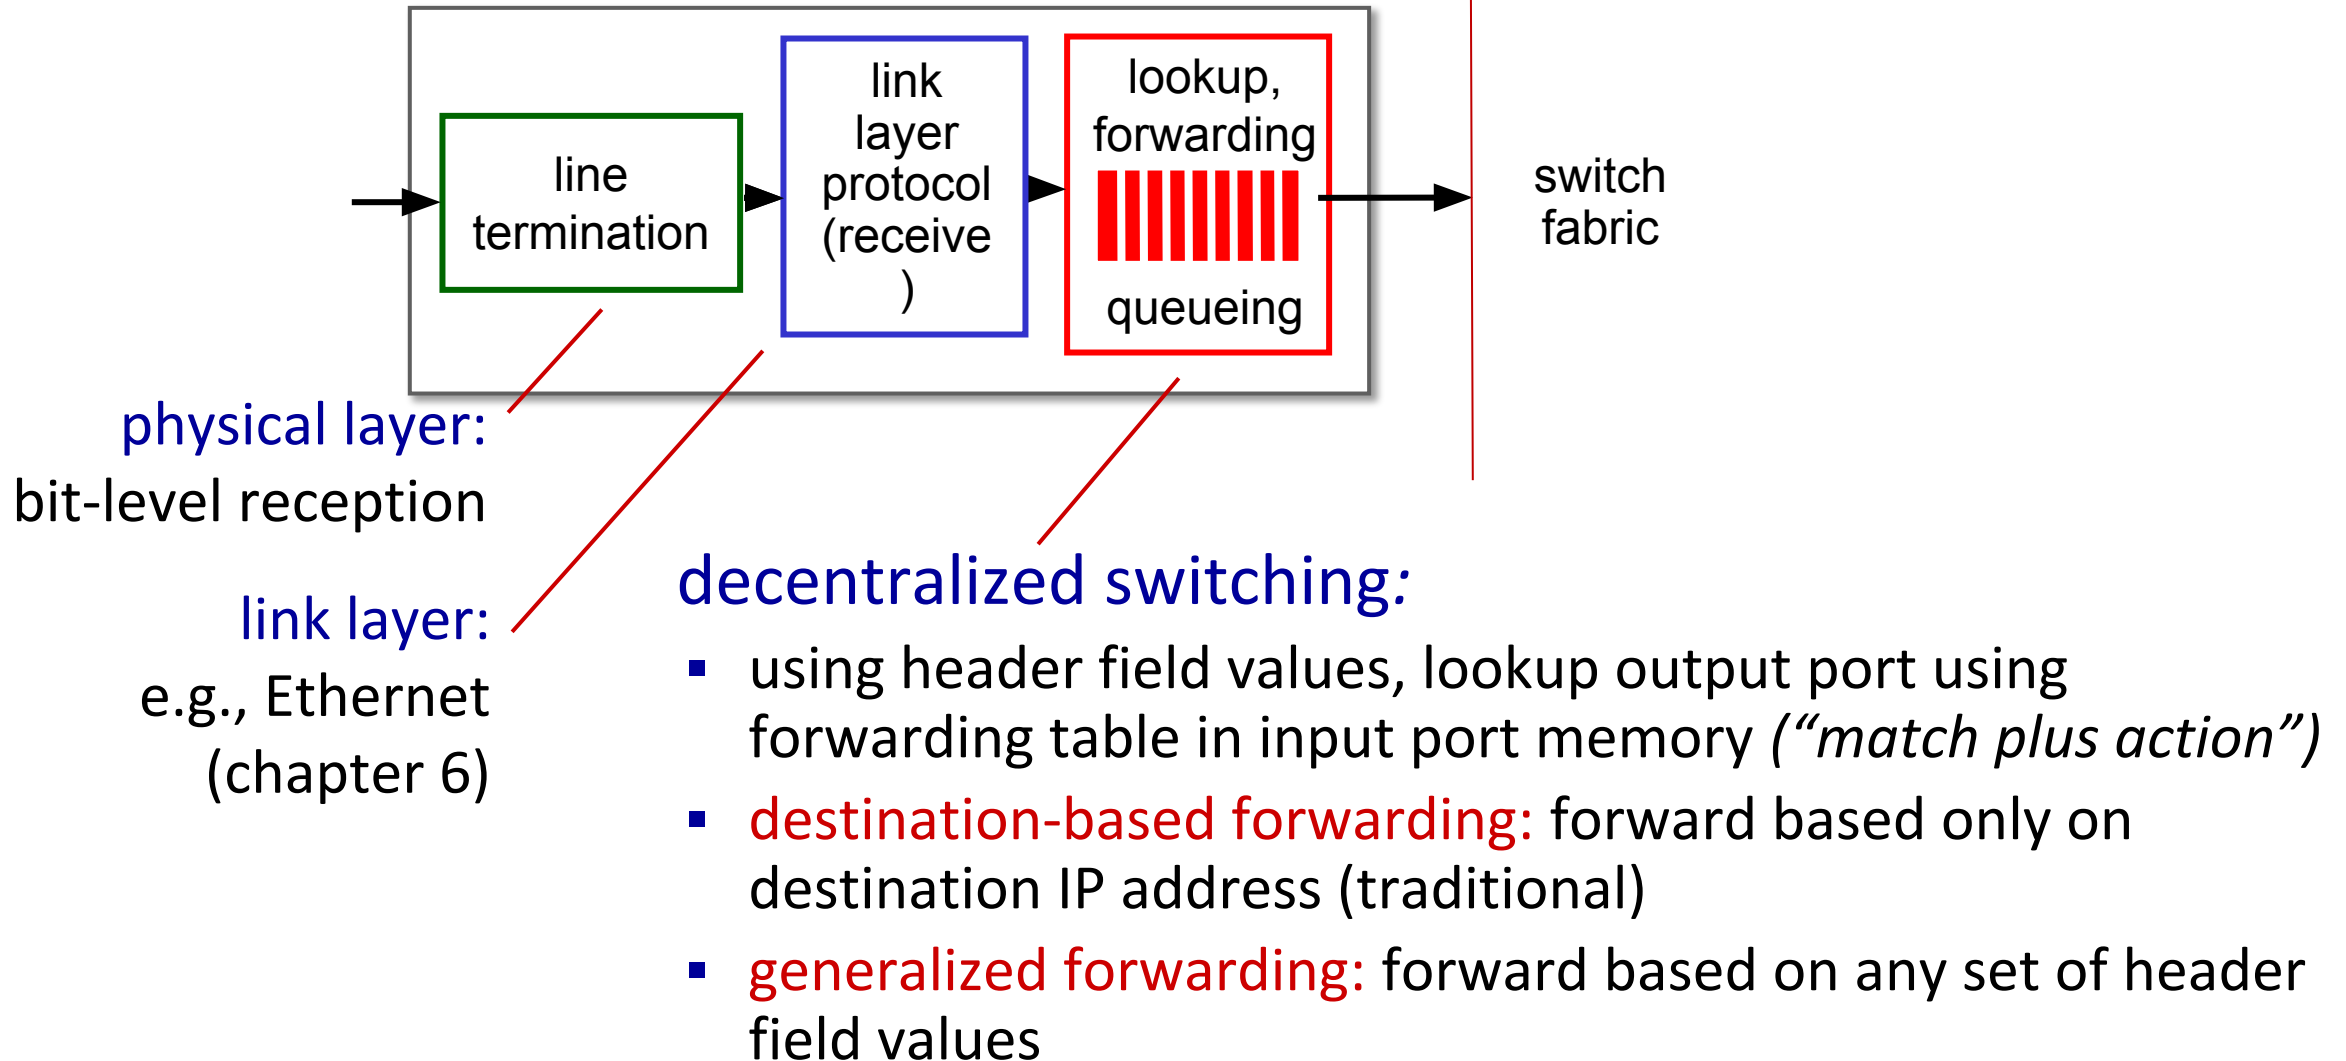 line
termination
link
layer
protocol
(receive
)
lookup,
forwarding
queueing
switch
fabric
physical layer:
bit-level reception
link layer:
e.g., Ethernet
(chapter 6)
decentralized switching:
▪ using header field values, lookup output port using
forwarding table in input port memory (“match plus action”)
▪ destination-based forwarding: forward based only on
destination IP address (traditional)
▪ generalized forwarding: forward based on any set of header
field values